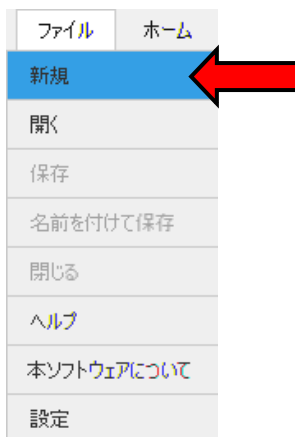 ファイル ホーム
新規
開く
保存
名前を付けて保存
閉じる
ヘルプ
本ソフトウェアについて
設定